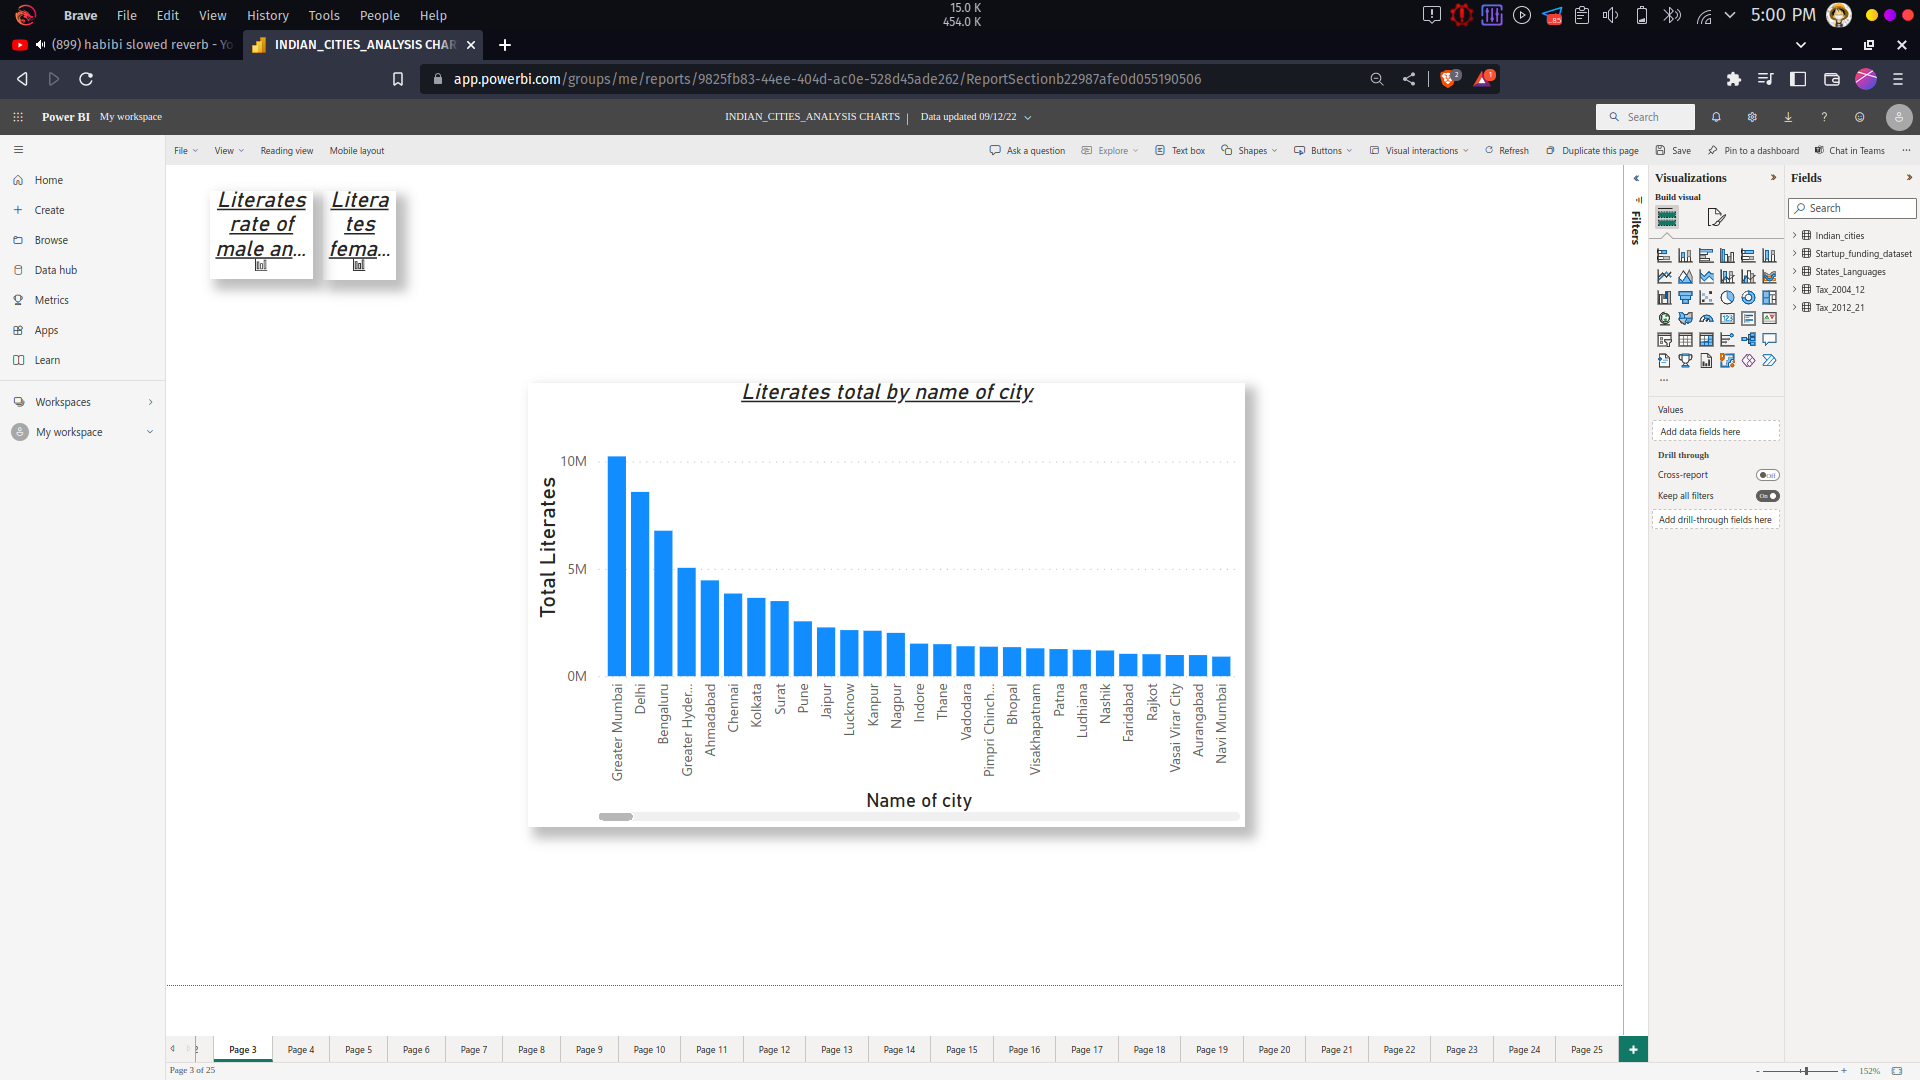 Brave File Edit View History Tools People Help
15.0 K
454.0 K
85
5:00 PM
(899) habibi slowed reverb - Yo
INDIAN_CITIES_ANALYSIS CHAR
app.powerbi.com/groups/me/reports/9825fb83-44ee-404d-ac0e-528d45ade262/ReportSectionb22987afe0d055190506
2
1
Power BI My workspace
INDIAN_CITIES_ANALYSIS CHARTS | Data updated 09/12/22
Search
File View Reading view Mobile layout
Ask a question Explore Text box Shapes Buttons Visual interactions Refresh Duplicate this page Save Pin to a dashboard Chat in Teams ...
Home
Create
Browse
Data hub
Metrics
Apps
Learn
Workspaces
My workspace
Literates
rate of
male an...
Litera
tes
fema...
Literates total by name of city
Total Literates
10M
5M
0M
Greater Mumbai
Delhi
Bengaluru
Greater Hyder...
Ahmadabad
Chennai
Kolkata
Surat
Pune
Jaipur
Lucknow
Kanpur
Nagpur
Indore
Thane
Vadodara
Pimpri Chinch...
Bhopal
Visakhapatnam
Patna
Ludhiana
Nashik
Faridabad
Rajkot
Vasai Virar City
Aurangabad
Navi Mumbai
Name of city
Filters
Visualizations
Build visual
123
...
Values
Add data fields here
Drill through
Cross-report
Off
Keep all filters
On
Add drill-through fields here
Fields
Search
Indian_cities
Startup_funding_dataset
States_Languages
Tax_2004_12
Tax_2012_21
2 Page 3 Page 4 Page 5 Page 6 Page 7 Page 8 Page 9 Page 10 Page 11 Page 12 Page 13 Page 14 Page 15 Page 16 Page 17 Page 18 Page 19 Page 20 Page 21 Page 22 Page 23 Page 24 Page 25 +
Page 3 of 25
- + 152%